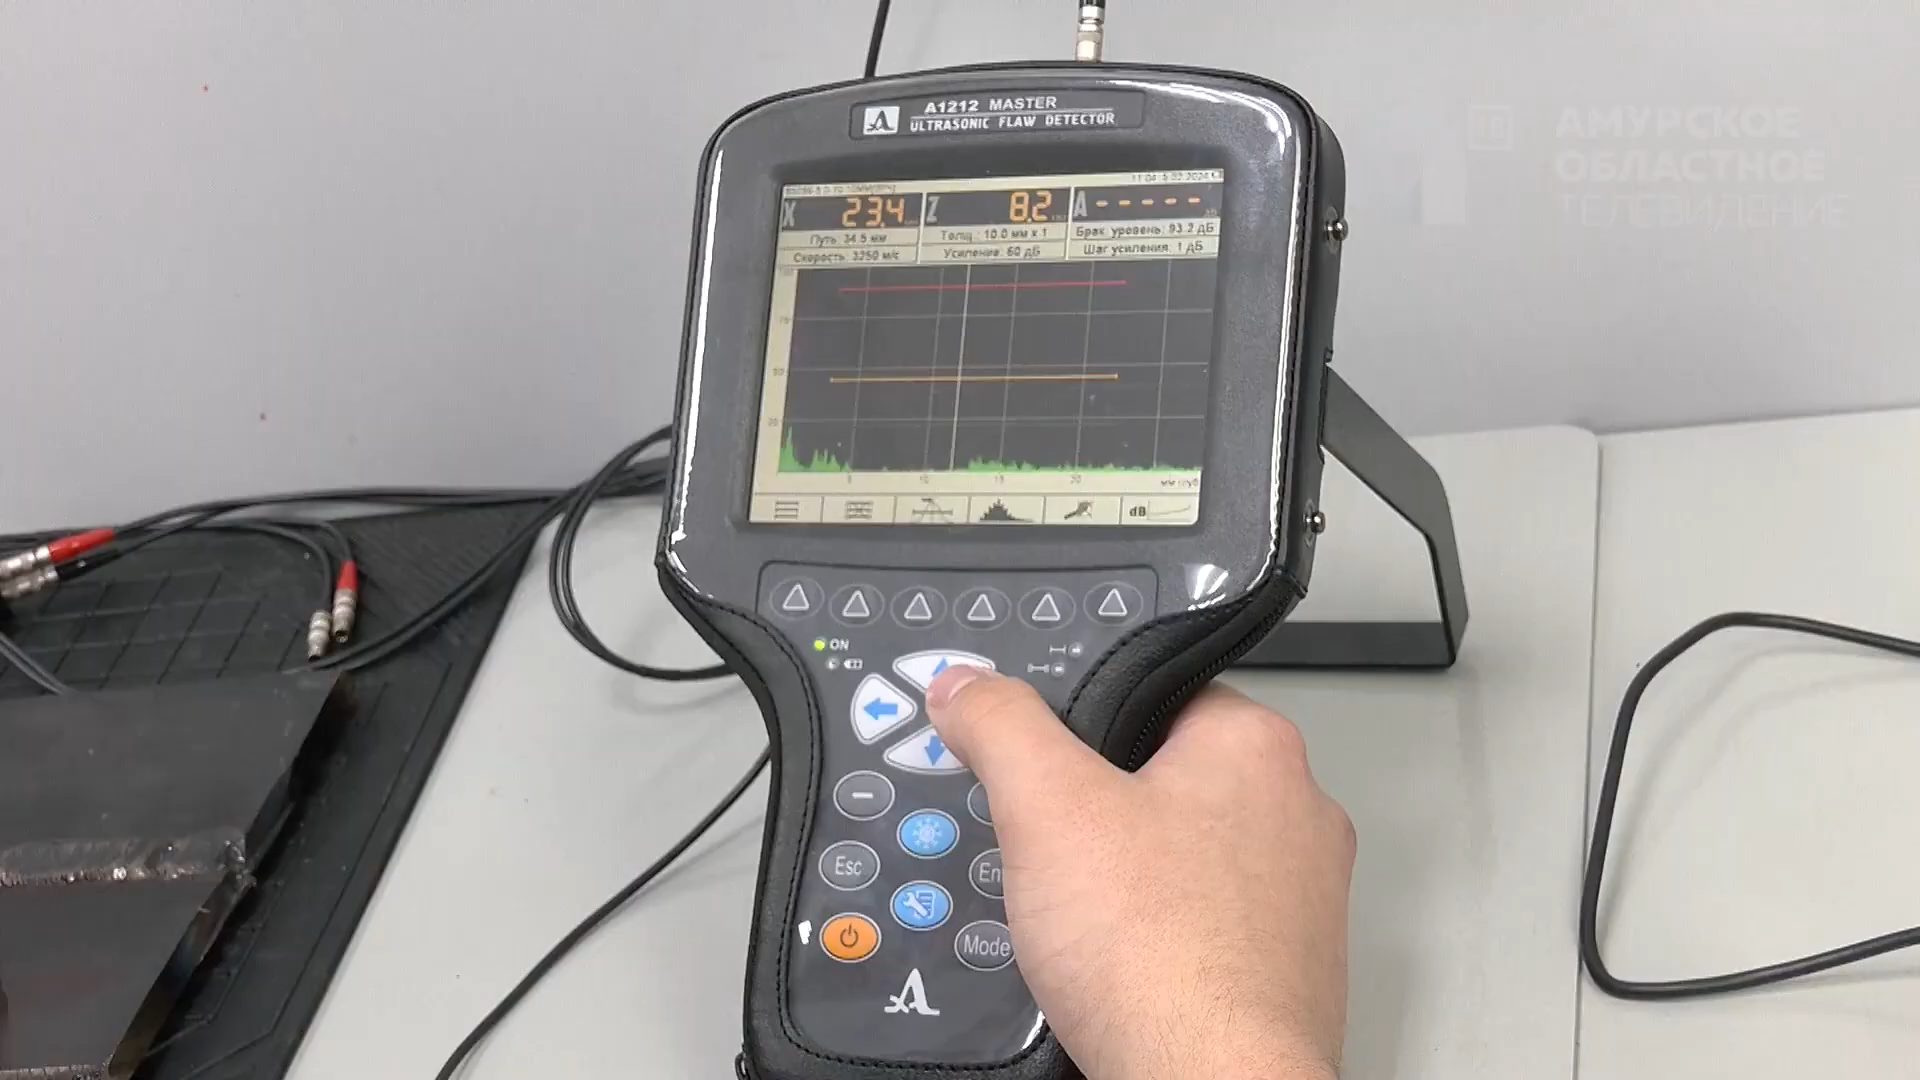 A1212 MASTER
ULTRASONIC FLAW DETECTOR
АМУРСКОЕ
ОБЛАСТНОЕ
ТЕЛЕВИДЕНИЕ
X 23.4 Z 8.2 A - - - - -
Путь: 34.5 мм Толщ.: 10.0 мм x 1 Брак. уровень: 93.2 дБ
Скорость: 3250 м/с Усиление: 60 дБ Шаг усиления: 1 дБ
dB
ON
Esc
Mode